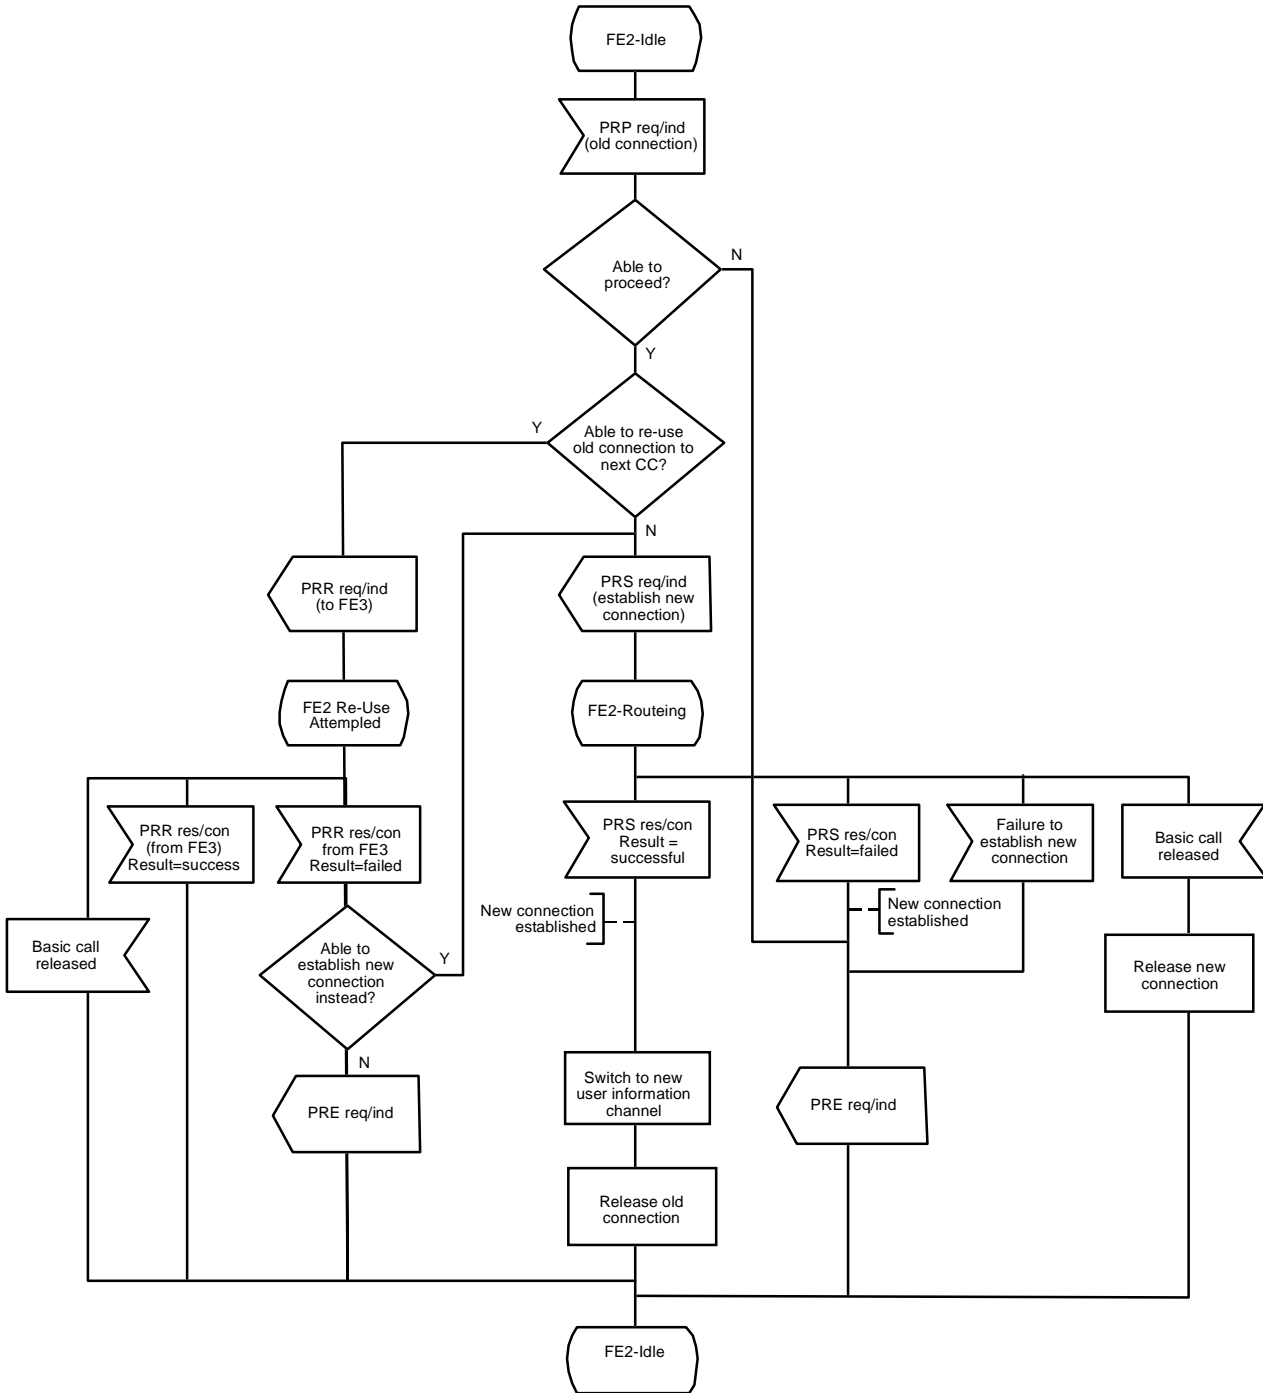 FE2-Idle
PRP req/ind
(old connection)
Able to
proceed?
N
Y
Able to re-use
old connection to
next CC?
Y
N
PRR req/ind
(to FE3)
PRS req/ind
(establish new
connection)
FE2 Re-Use
Attempled
FE2-Routeing
PRR res/con
(from FE3)
Result=success
PRR res/con
from FE3
Result=failed
PRS res/con
Result =
successful
PRS res/con
Result=failed
Failure to
establish new
connection
Basic call
released
New connection
established
New connection
established
Basic call
released
Able to
establish new
connection
instead?
Y
N
Release new
connection
Switch to new
user information
channel
PRE req/ind
PRE req/ind
Release old
connection
FE2-Idle